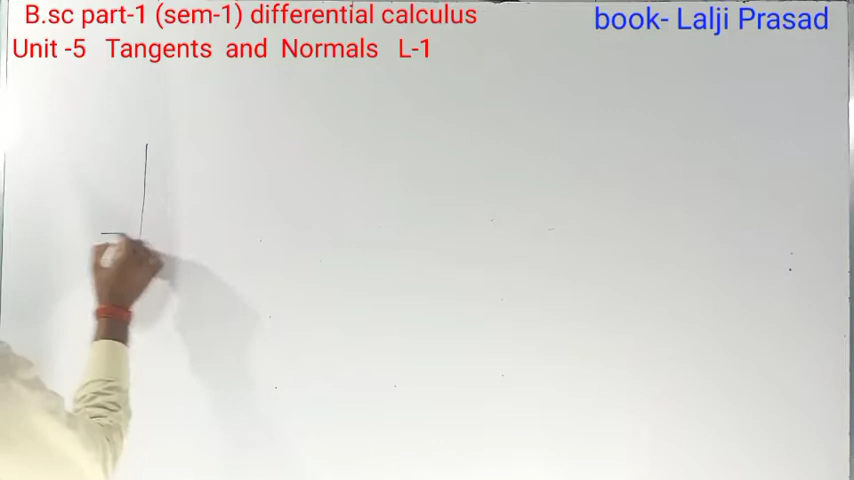 B.sc part-1 (sem-1) differential calculus
book- Lalji Prasad
Unit -5 Tangents and Normals L-1